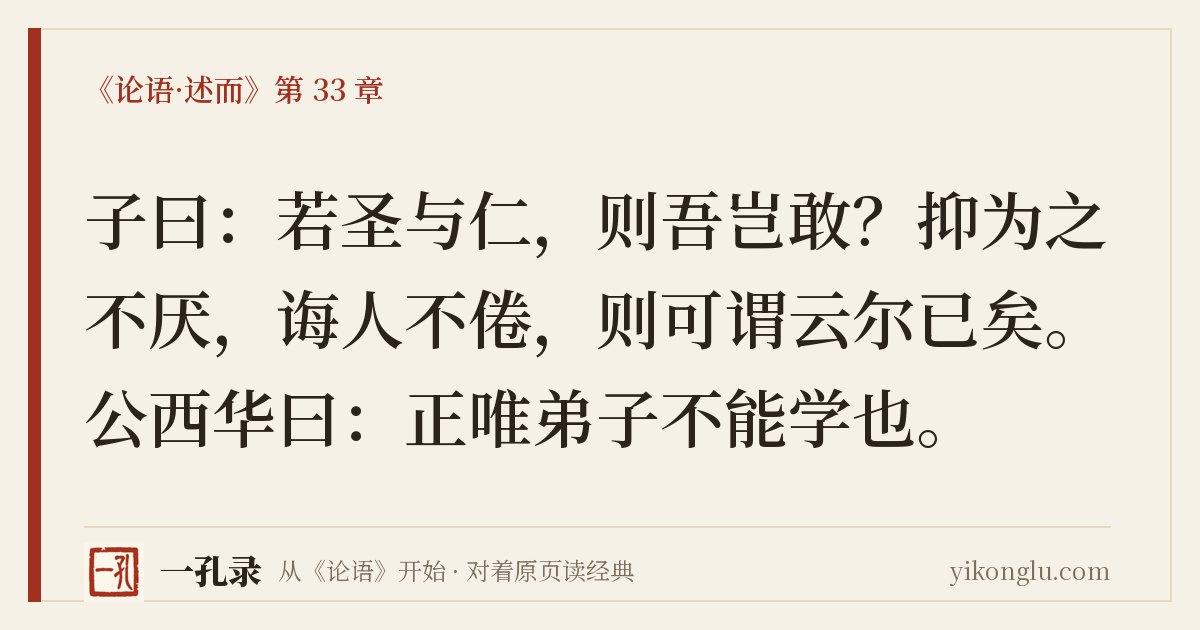 《论语·述而》第 33 章
子曰：若圣与仁，则吾岂敢？抑为之
不厌，诲人不倦，则可谓云尔已矣。
公西华曰：正唯弟子不能学也。
一孔
一孔录 从《论语》开始 · 对着原页读经典 yikonglu.com